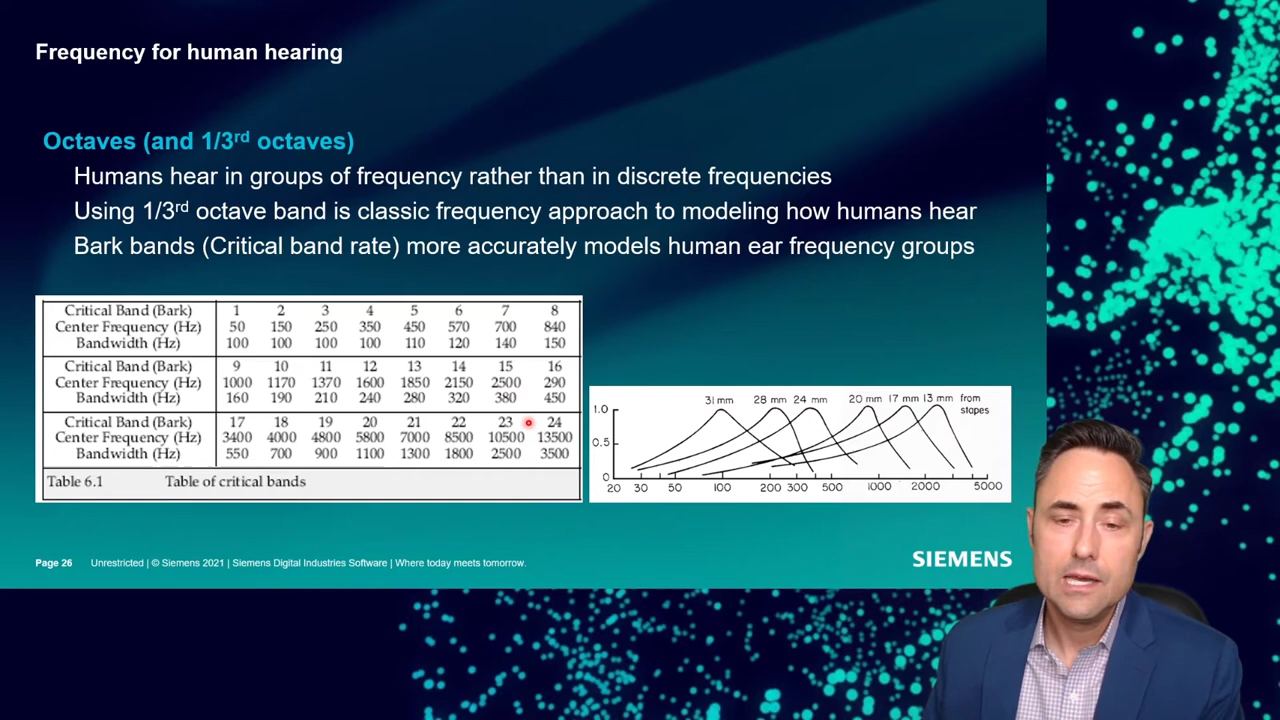 Frequency for human hearing
Octaves (and 1/3rd octaves)
Humans hear in groups of frequency rather than in discrete frequencies
Using 1/3rd octave band is classic frequency approach to modeling how humans hear
Bark bands (Critical band rate) more accurately models human ear frequency groups
Critical Band (Bark) 1 2 3 4 5 6 7 8
Center Frequency (Hz) 50 150 250 350 450 570 700 840
Bandwidth (Hz) 100 100 100 100 110 120 140 150
Critical Band (Bark) 9 10 11 12 13 14 15 16
Center Frequency (Hz) 1000 1170 1370 1600 1850 2150 2500 290
Bandwidth (Hz) 160 190 210 240 280 320 380 450
Critical Band (Bark) 17 18 19 20 21 22 23 24
Center Frequency (Hz) 3400 4000 4800 5800 7000 8500 10500 13500
Bandwidth (Hz) 550 700 900 1100 1300 1800 2500 3500
Table 6.1 Table of critical bands
31 mm 28 mm 24 mm 20 mm 17 mm 13 mm from
stapes
1.0
0.5
0
20 30 50 100 200 300 500 1000 2000 5000
Page 26 Unrestricted | © Siemens 2021 | Siemens Digital Industries Software | Where today meets tomorrow.
SIEMENS